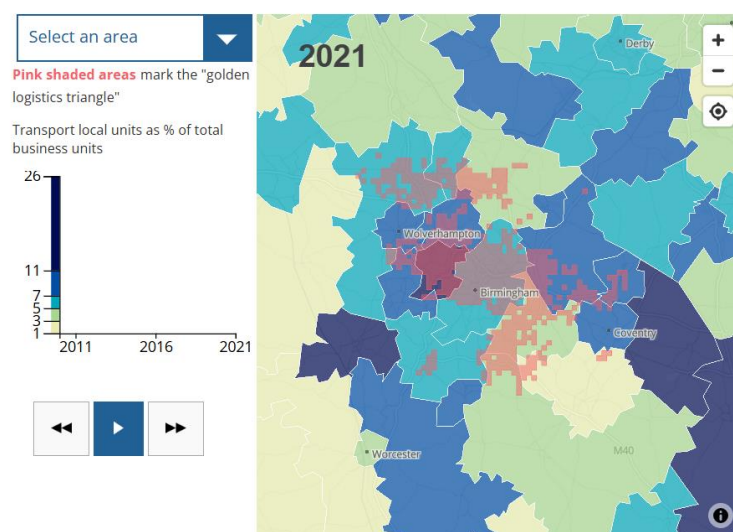 Select an area
Pink shaded areas mark the "golden
logistics triangle"
Transport local units as % of total
business units
26
11
7
5
3
1
2011
2016
2021
2021
Derby
Wolverhampton
Birmingham
Coventry
Worcester
M40